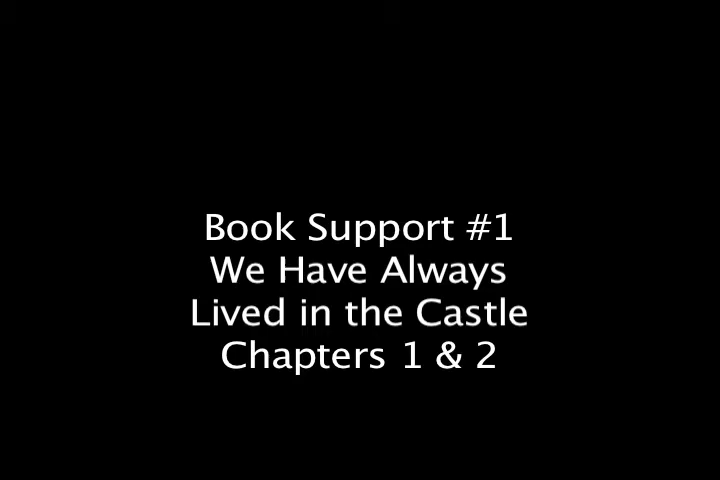 Book Support #1
We Have Always
Lived in the Castle
Chapters 1 & 2